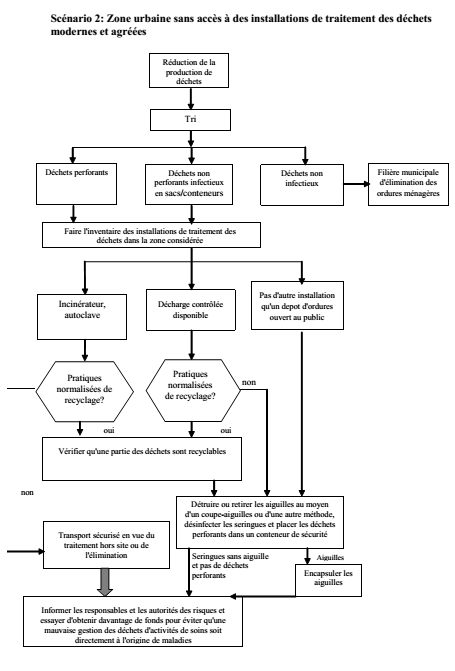 Scénario 2: Zone urbaine sans accès à des installations de traitement des déchets
modernes et agréées
Réduction de la
production de
déchets
Tri
Déchets perforants
Déchets non
perforants infectieux
en sacs/conteneurs
Déchets non
infectieux
Filière municipale
d'élimination des
ordures ménagères
Faire l'inventaire des installations de traitement des
déchets dans la zone considérée
Incinérateur,
autoclave
Décharge contrôlée
disponible
Pas d'autre installation
qu'un depot d'ordures
ouvert au public
Pratiques
normalisées de
recyclage?
Pratiques
normalisées
de recyclage?
non
oui
oui
Vérifier qu'une partie des déchets sont recyclables
non
Détruire ou retirer les aiguilles au moyen
d'un coupe-aiguilles ou d'une autre méthode,
désinfecter les seringues et placer les déchets
perforants dans un conteneur de sécurité
Transport sécurisé en vue du
traitement hors site ou de
l'élimination
Seringues sans aiguille
et pas de déchets
perforants
Aiguilles
Encapsuler les
aiguilles
Informer les responsables et les autorités des risques et
essayer d'obtenir davantage de fonds pour éviter qu'une
mauvaise gestion des déchets d'activités de soins soit
directement à l'origine de maladies